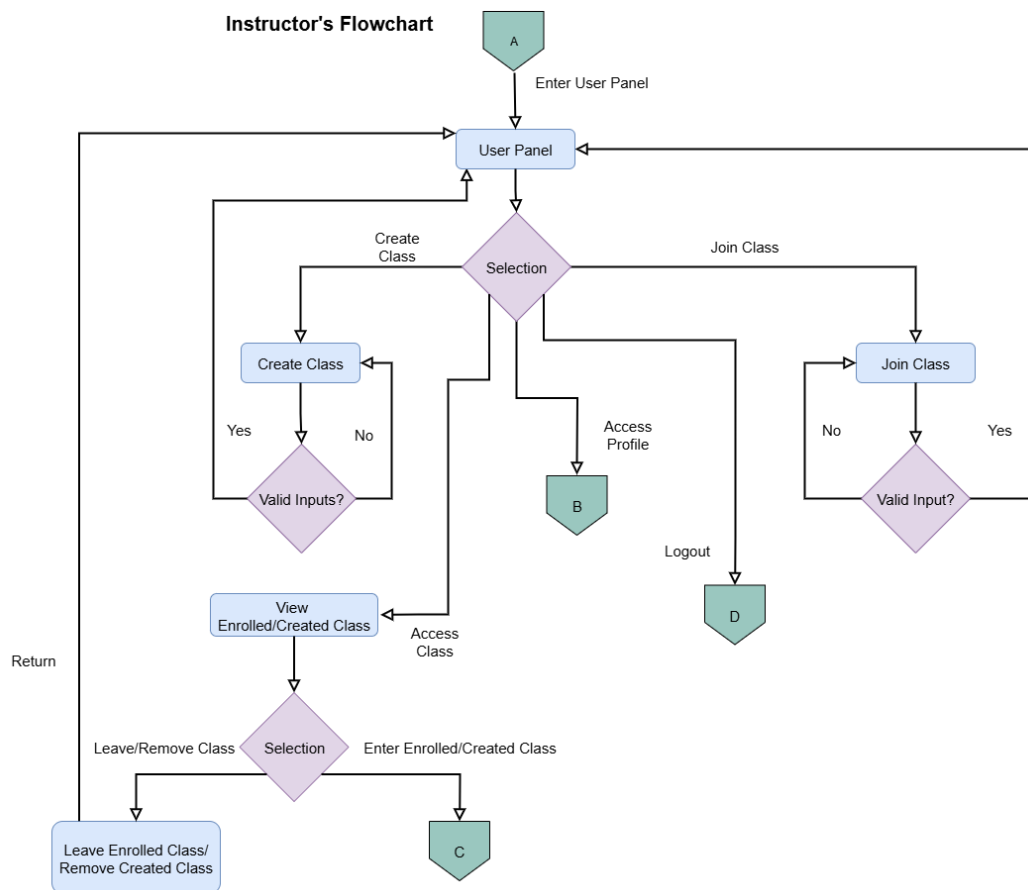 Instructor's Flowchart
A
Enter User Panel
User Panel
Create
Class
Selection
Join Class
Create Class
Join Class
Yes
No
Access
Profile
No
Yes
Valid Inputs?
B
Valid Input?
Logout
View
Enrolled/Created Class
D
Access
Class
Return
Leave/Remove Class
Selection
Enter Enrolled/Created Class
Leave Enrolled Class/
Remove Created Class
C